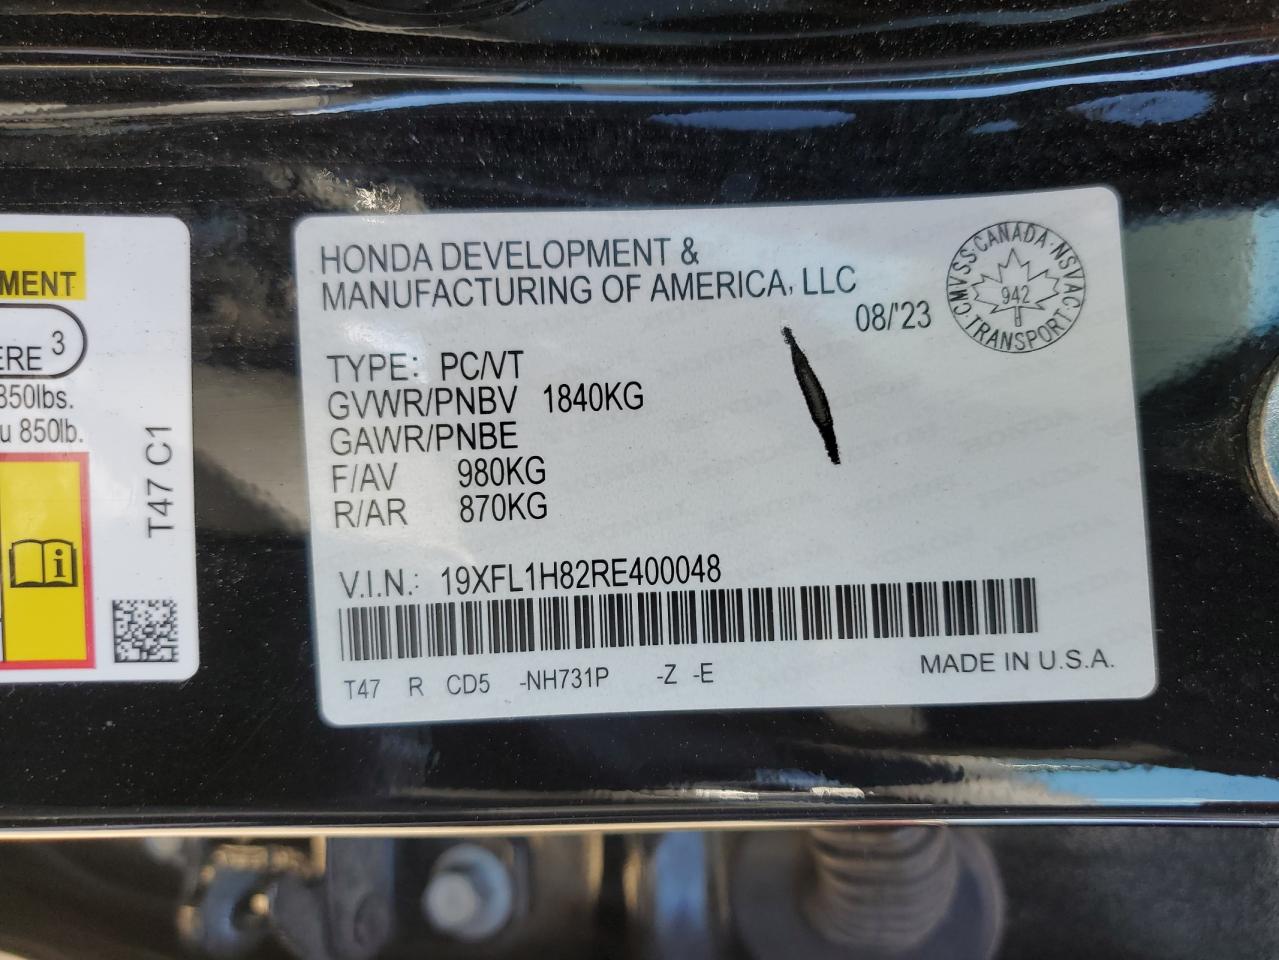 MENT
ERE 3
850lbs.
u 850lb.
T47 C1
HONDA DEVELOPMENT &
MANUFACTURING OF AMERICA, LLC
08/'23
CMVSS·CANADA·NSVAC·TRANSPORT·
942
TYPE: PC/VT
GVWR/PNBV 1840KG
GAWR/PNBE
F/AV 980KG
R/AR 870KG
V.I.N.: 19XFL1H82RE400048
T47 R CD5 -NH731P -Z -E
MADE IN U.S.A.